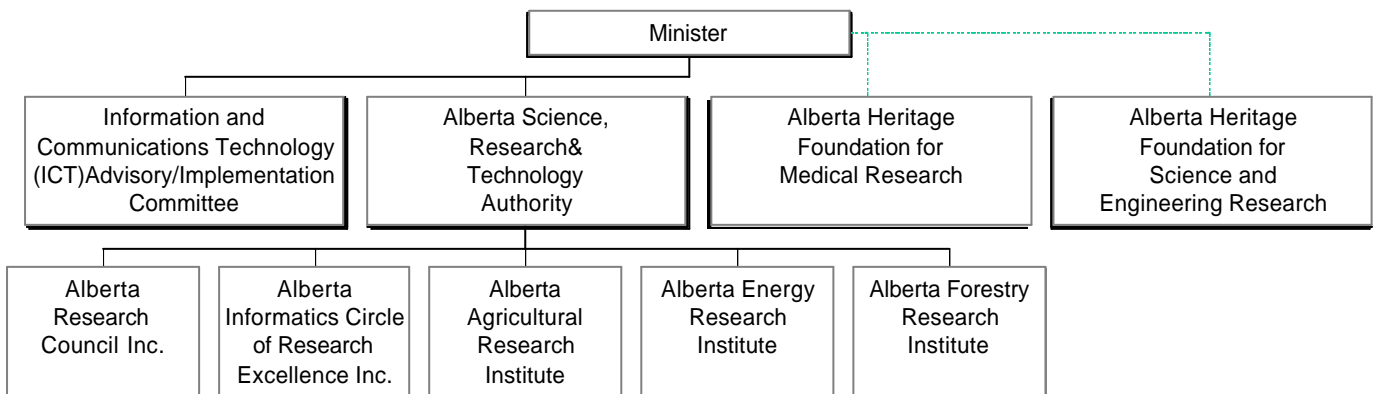 Minister
Information and
Communications Technology
(ICT)Advisory/Implementation
Committee
Alberta Science,
Research&
Technology
Authority
Alberta Heritage
Foundation for
Medical Research
Alberta Heritage
Foundation for
Science and
Engineering Research
Alberta
Research
Council Inc.
Alberta
Informatics Circle
of Research
Excellence Inc.
Alberta
Agricultural
Research
Institute
Alberta Energy
Research
Institute
Alberta Forestry
Research
Institute